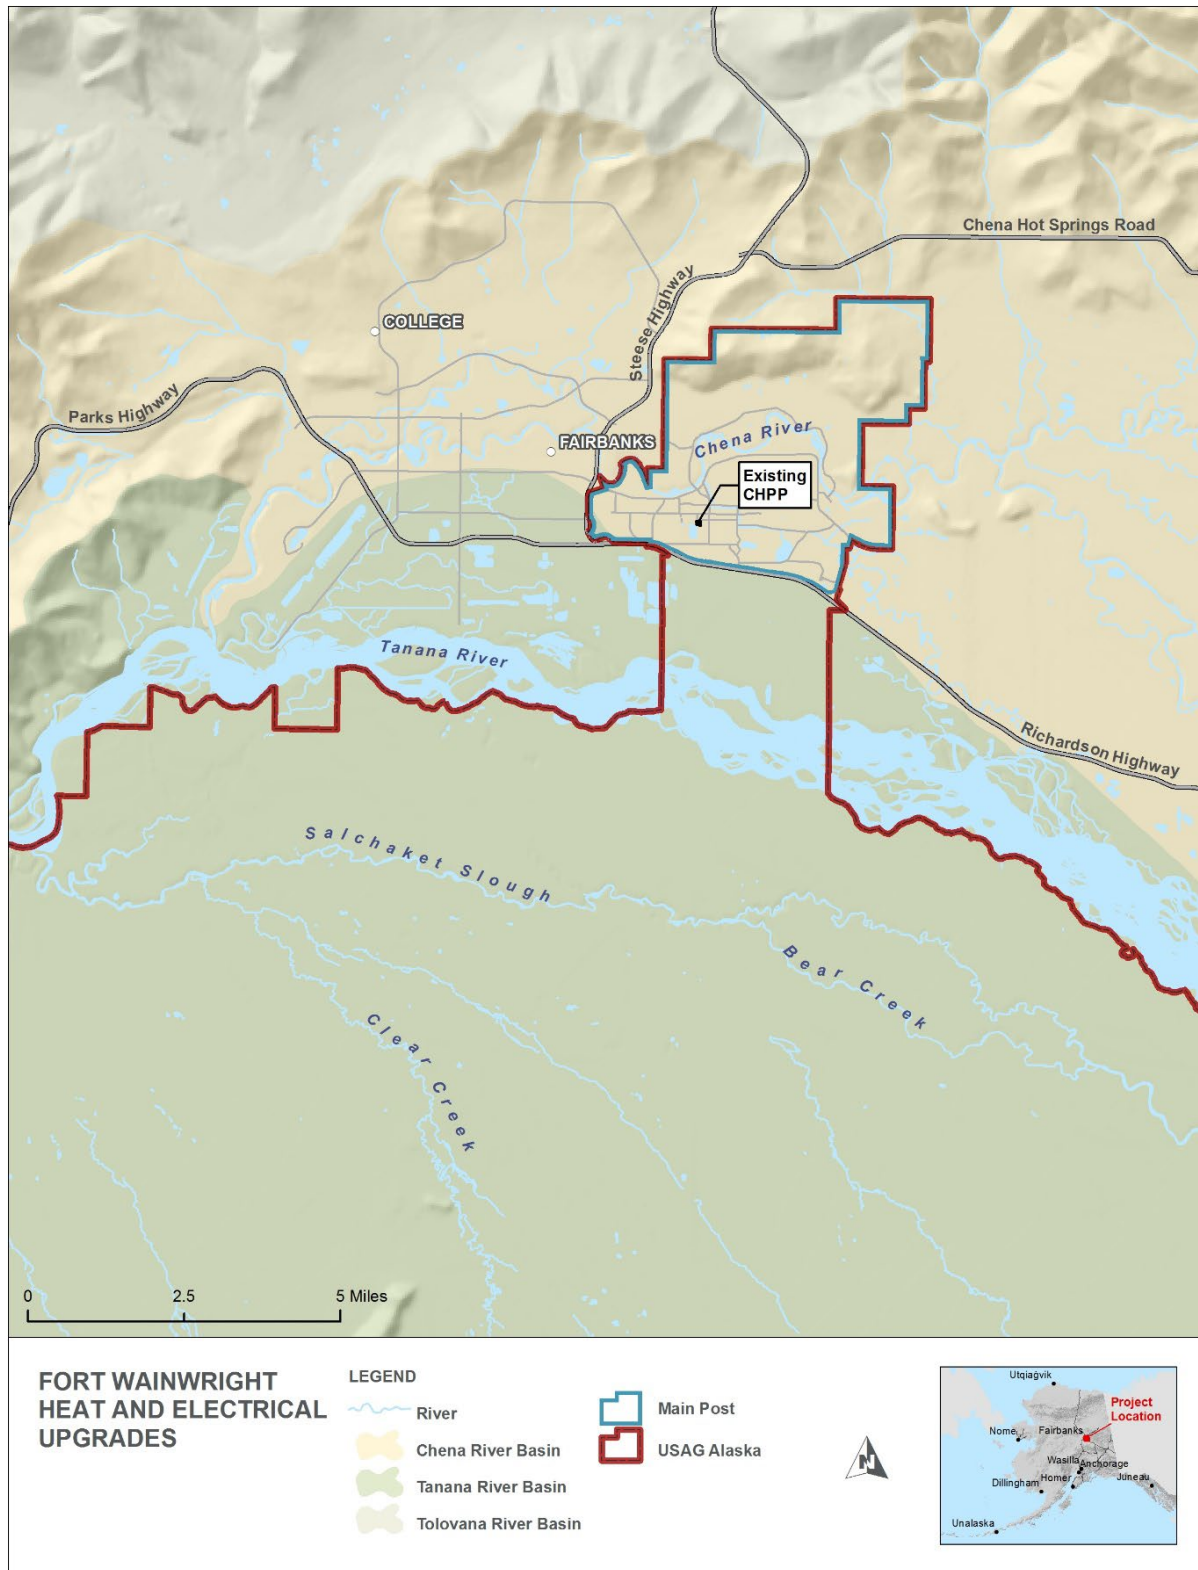 Chena Hot Springs Road
Steese Highway
COLLEGE
Parks Highway
FAIRBANKS
Chena River
Existing
CHPP
Tanana River
Richardson Highway
Salchaket Slough
Bear Creek
Clear Creek
0 2.5 5 Miles
FORT WAINWRIGHT
HEAT AND ELECTRICAL
UPGRADES
LEGEND
River
Chena River Basin
Tanana River Basin
Tolovana River Basin
Main Post
USAG Alaska
N
Utqiaġvik
Project
Location
Nome
Fairbanks
Wasilla
Anchorage
Dillingham
Homer
Juneau
Unalaska